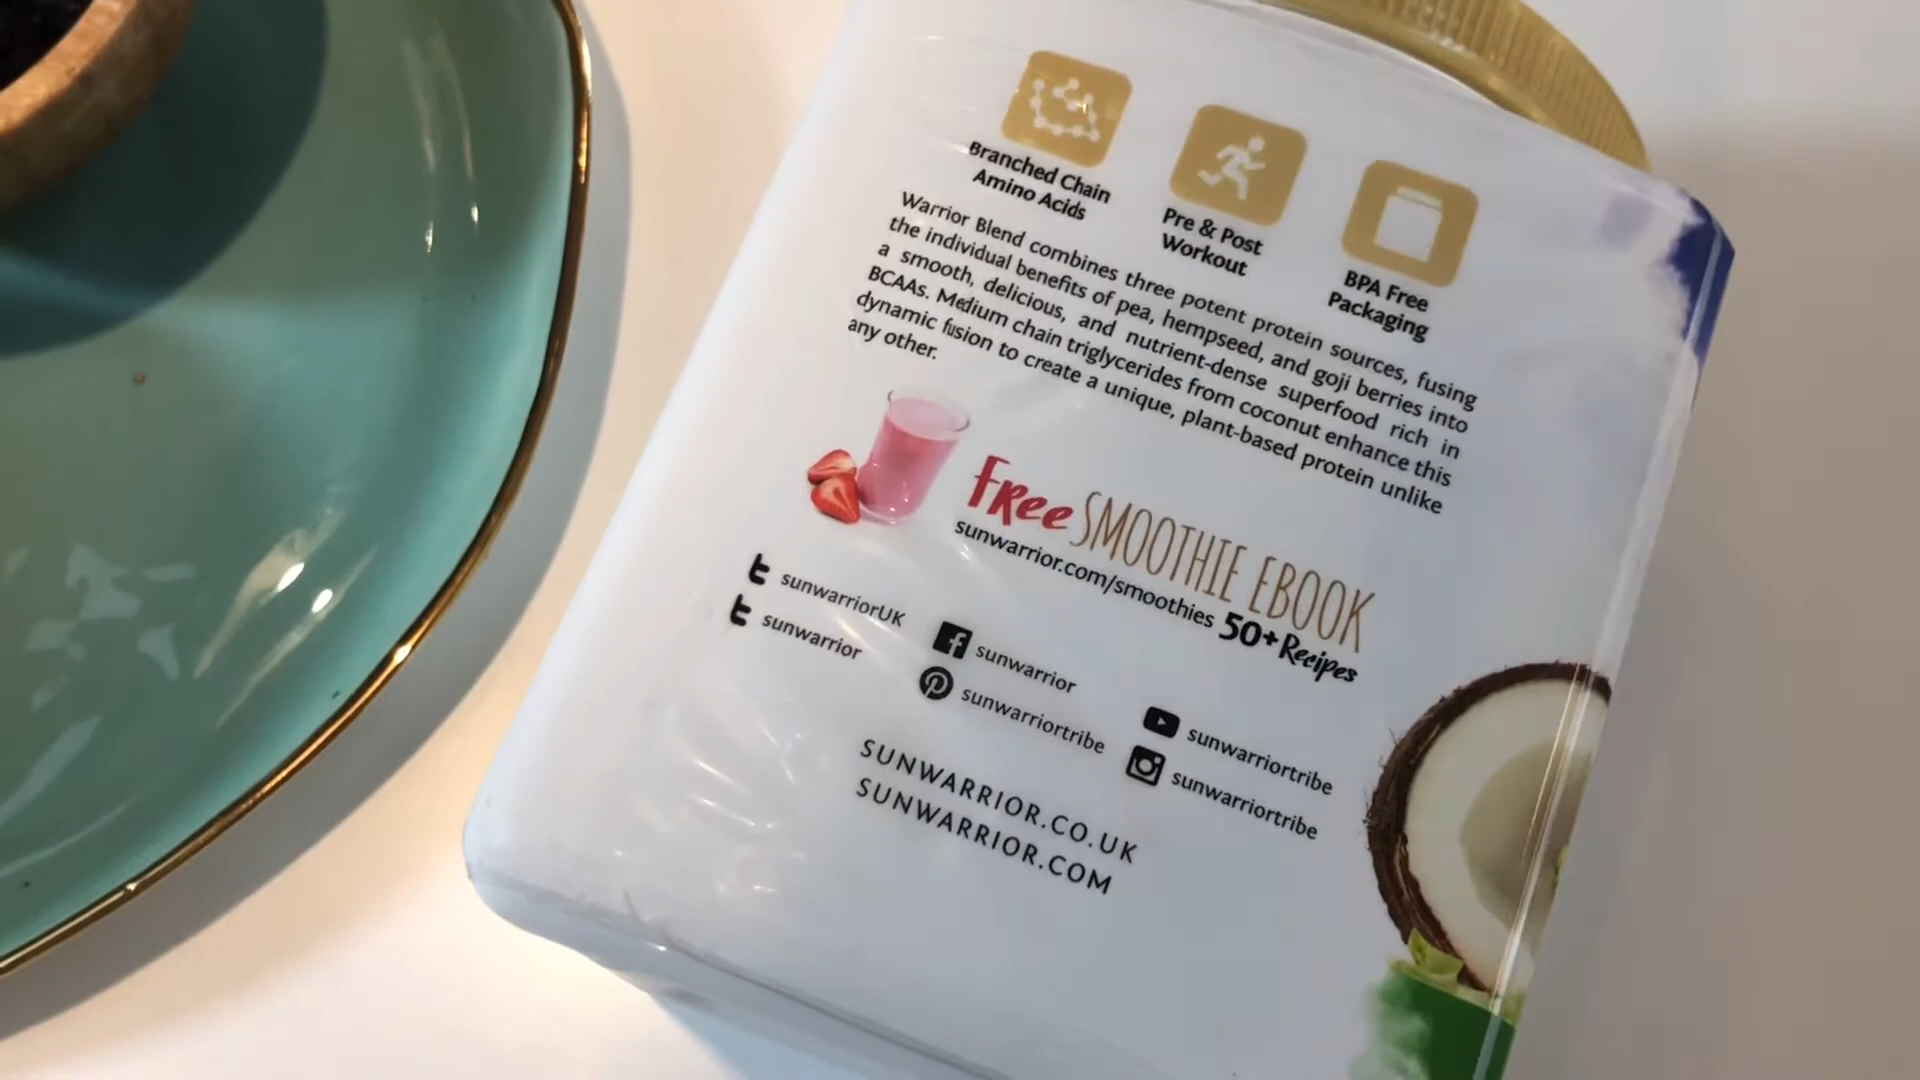 Branched Chain
Amino Acids
Pre & Post
Workout
BPA Free
Packaging
Warrior Blend combines three potent protein sources, fusing
the individual benefits of pea, hempseed, and goji berries into
a smooth, delicious, and nutrient-dense superfood rich in
BCAAs. Medium chain triglycerides from coconut enhance this
dynamic fusion to create a unique, plant-based protein unlike
any other.
Free SMOOTHIE EBOOK
sunwarrior.com/smoothies 50+ Recipes
sunwarriorUK
sunwarrior
sunwarrior
sunwarriortribe
sunwarriortribe
sunwarriortribe
SUNWARRIOR.CO.UK
SUNWARRIOR.COM